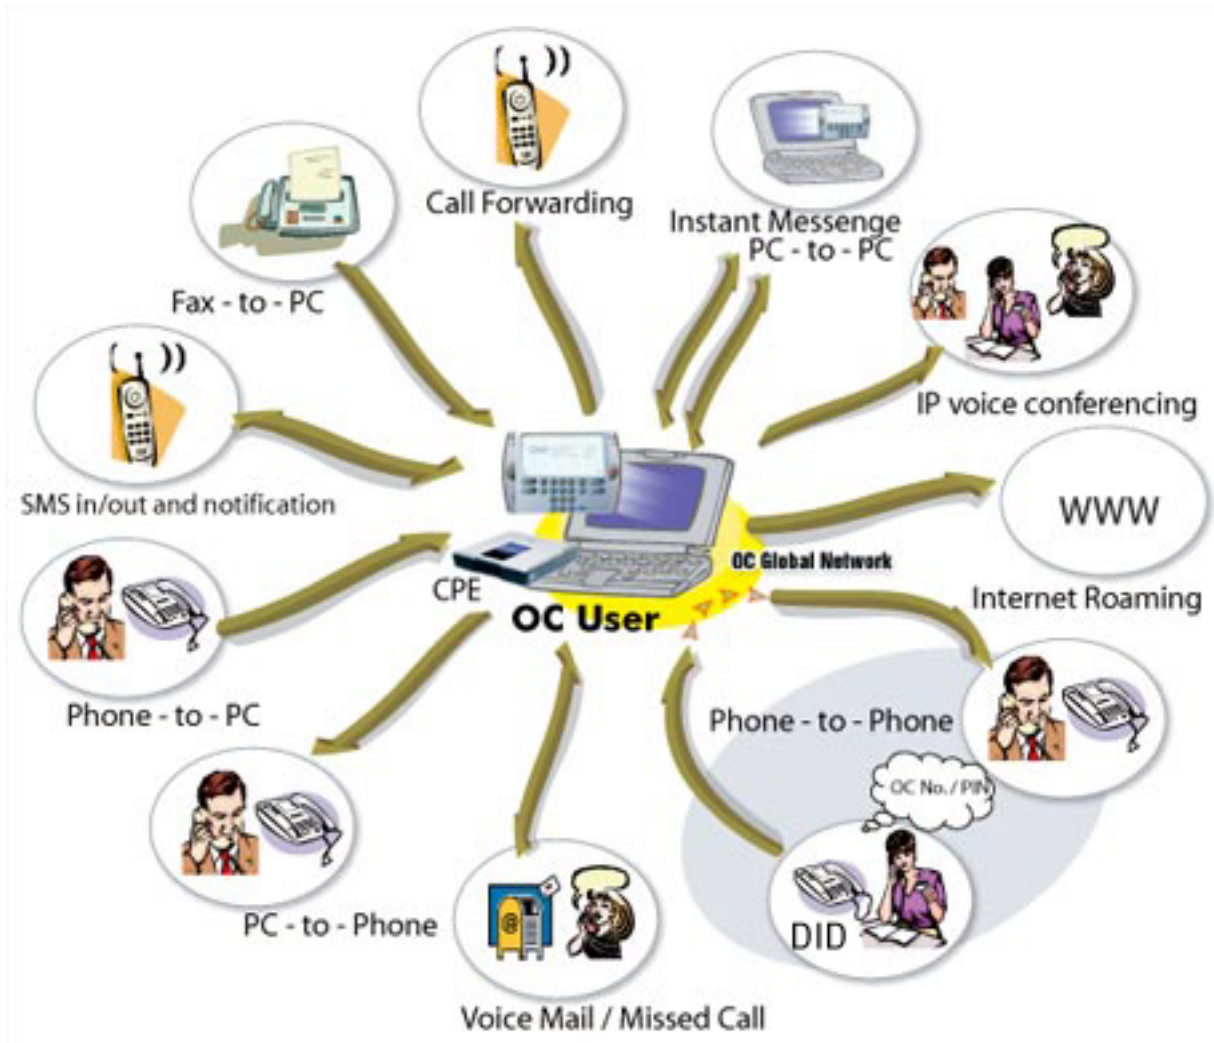 Call Forwarding
Instant Messenge
PC - to - PC
Fax - to - PC
IP voice conferencing
SMS in/out and notification
WWW
OC Global Network
CPE
OC User
Internet Roaming
Phone - to - PC
Phone - to - Phone
OC No. / PIN
PC - to - Phone
DID
Voice Mail / Missed Call